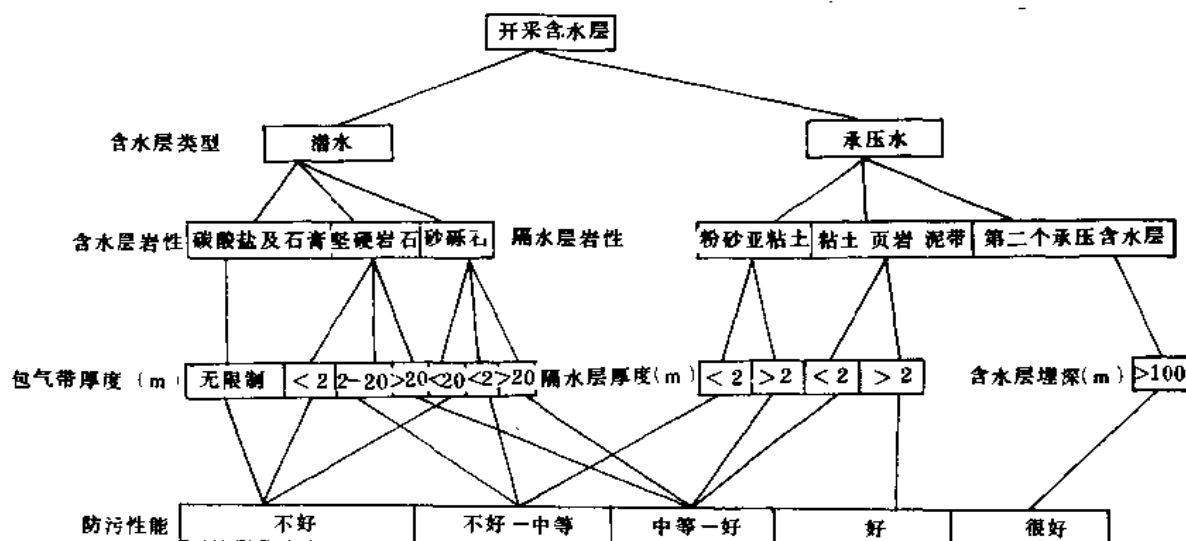 开采含水层
含水层类型 潜水 承压水
含水层岩性 碳酸盐及石膏 坚硬岩石 砂砾石 隔水层岩性 粉砂亚粘土 粘土 页岩 泥带 第二个承压含水层
包气带厚度 (m) 无限制 <2 2-20 >20 <20 <2 >20 隔水层厚度(m) <2 >2 <2 >2 含水层埋深(m) >100
防污性能 不好 不好-中等 中等-好 好 很好